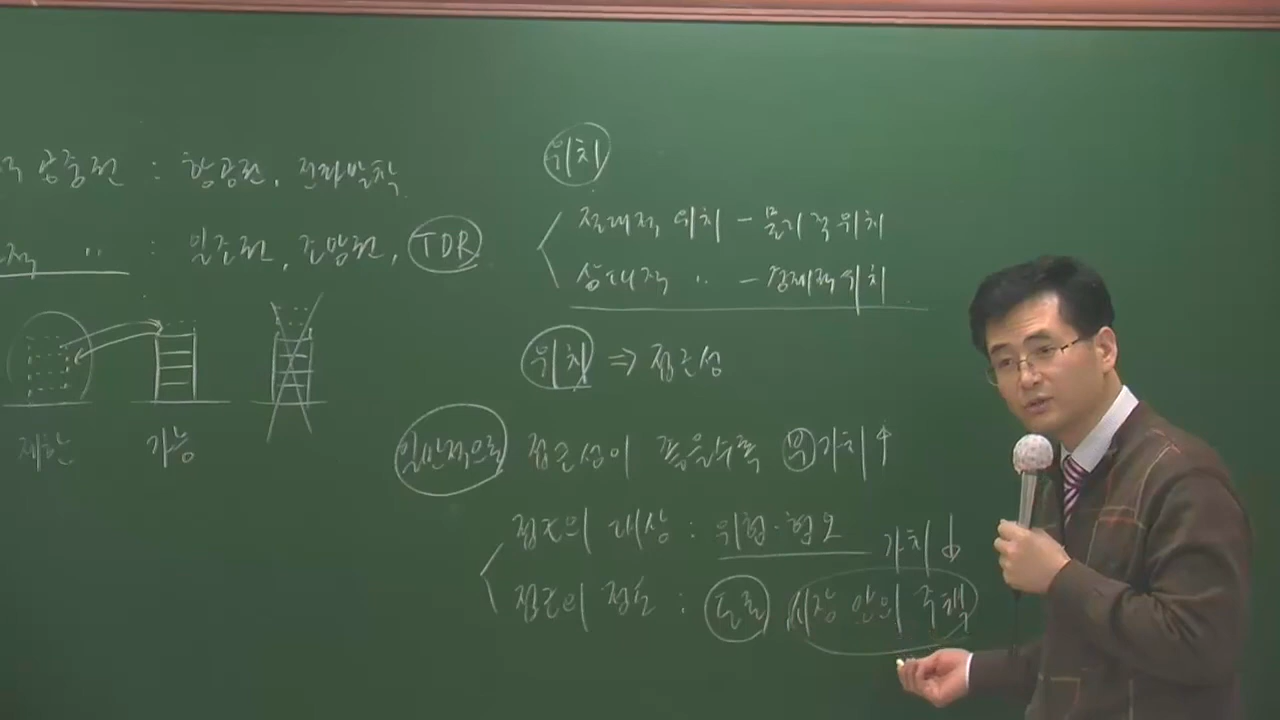 공중권 : 항공권, 전파발착
〃 : 일조권, 조망권, TDR
제한 가능
위치
절대적 위치 - 물리적 위치
상대적 〃 - 경제적 위치
위치 ⇒ 접근성
일반적으로 접근성이 좋을수록 위 가치↑
접근의 대상 : 위험·혐오 가치↓
접근의 정도 : 도로 시장 안의 주택